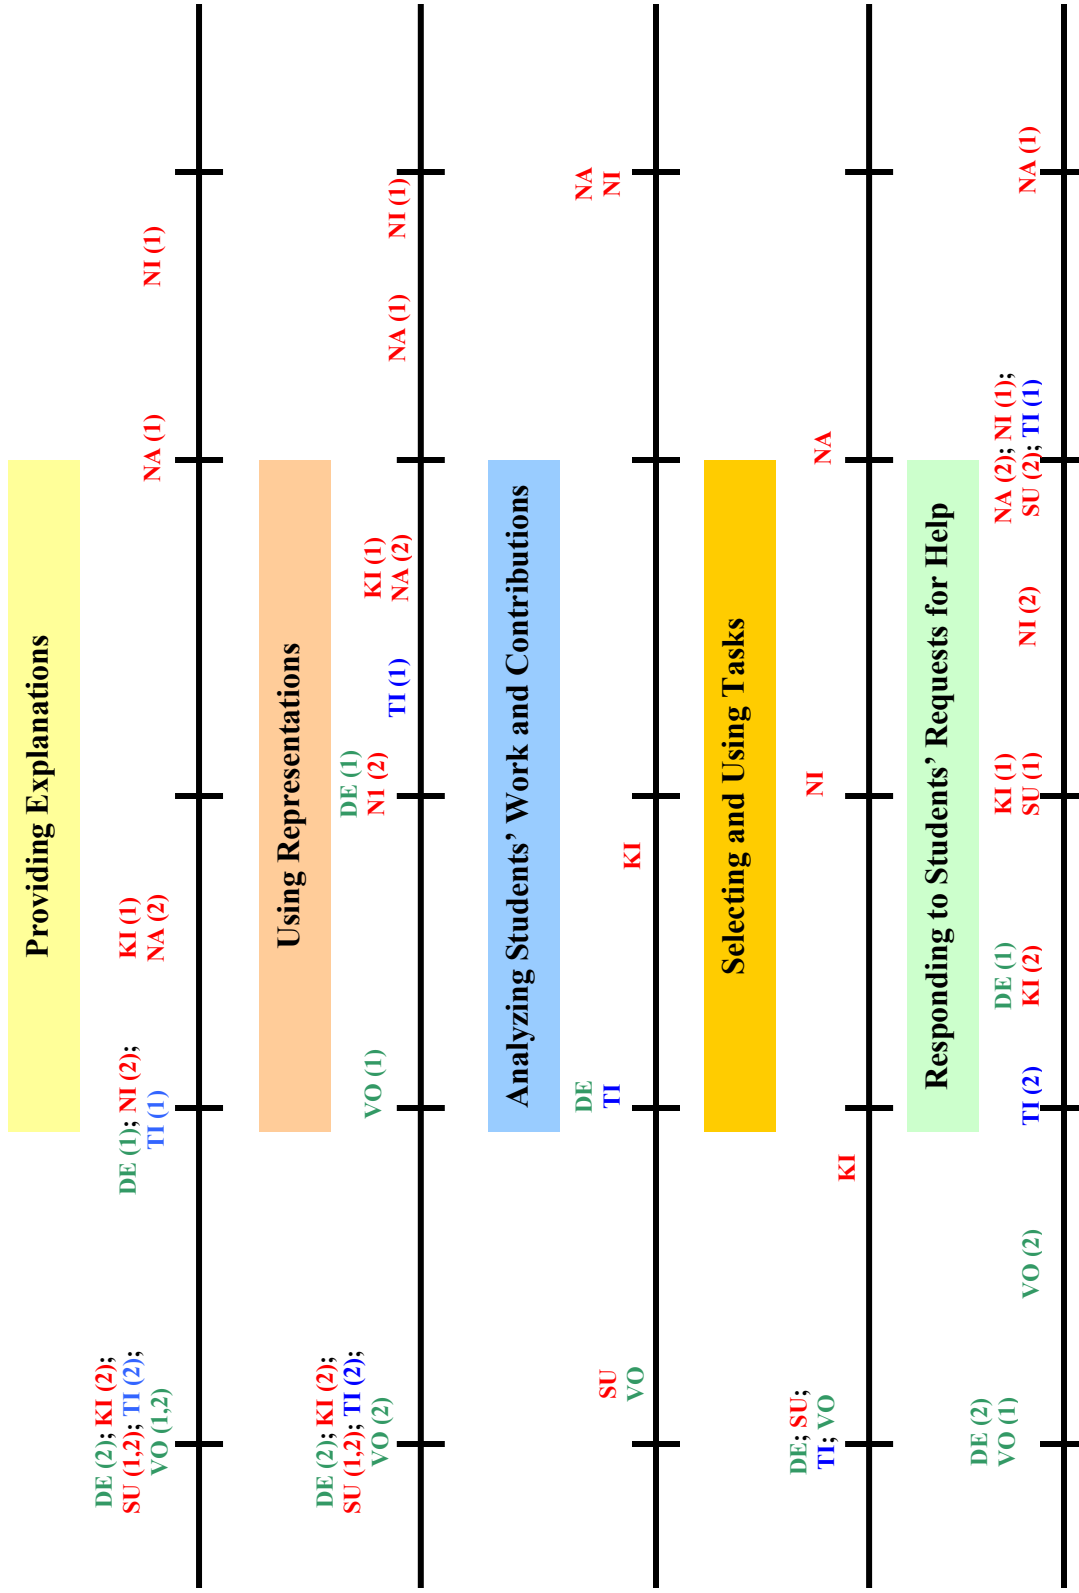 Providing Explanations
DE (2); KI (2);
SU (1,2); TI (2);
VO (1,2)
DE (1); NI (2);
TI (1)
KI (1)
NA (2)
NA (1)
NI (1)
Using Representations
DE (2); KI (2);
SU (1,2); TI (2);
VO (2)
VO (1)
DE (1)
N1 (2)
TI (1)
KI (1)
NA (2)
NA (1)
NI (1)
Analyzing Students’ Work and Contributions
SU
VO
DE
TI
KI
NA
NI
Selecting and Using Tasks
DE; SU;
TI; VO
KI
NI
NA
Responding to Students’ Requests for Help
DE (2)
VO (1)
VO (2)
TI (2)
DE (1)
KI (2)
KI (1)
SU (1)
NI (2)
NA (2); NI (1);
SU (2); TI (1)
NA (1)